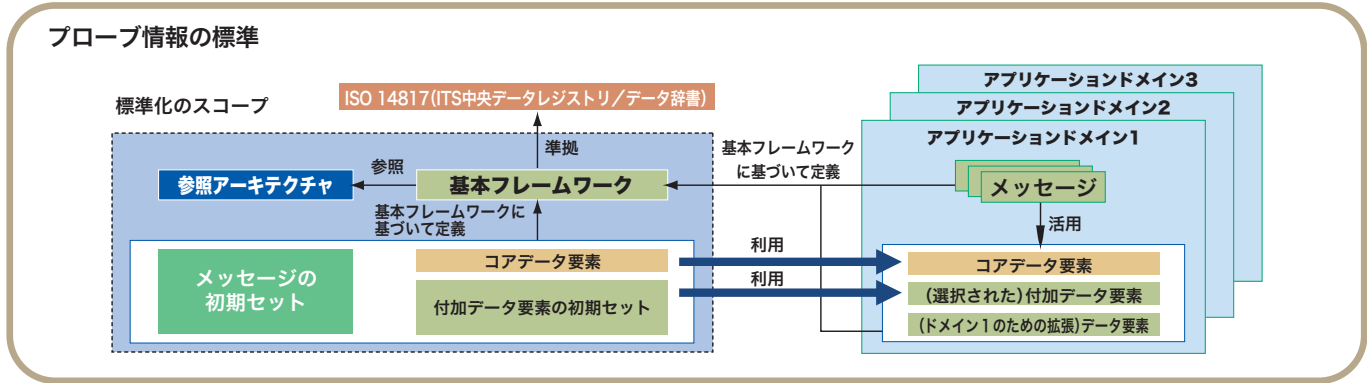 プローブ情報の標準
標準化のスコープ
ISO 14817(ITS中央データレジストリ/データ辞書)
準拠
参照
参照アーキテクチャ
基本フレームワーク
基本フレームワークに
基づいて定義
メッセージの
初期セット
コアデータ要素
付加データ要素の初期セット
基本フレームワーク
に基づいて定義
利用
利用
アプリケーションドメイン3
アプリケーションドメイン2
アプリケーションドメイン1
メッセージ
活用
コアデータ要素
(選択された)付加データ要素
(ドメイン1のための拡張)データ要素